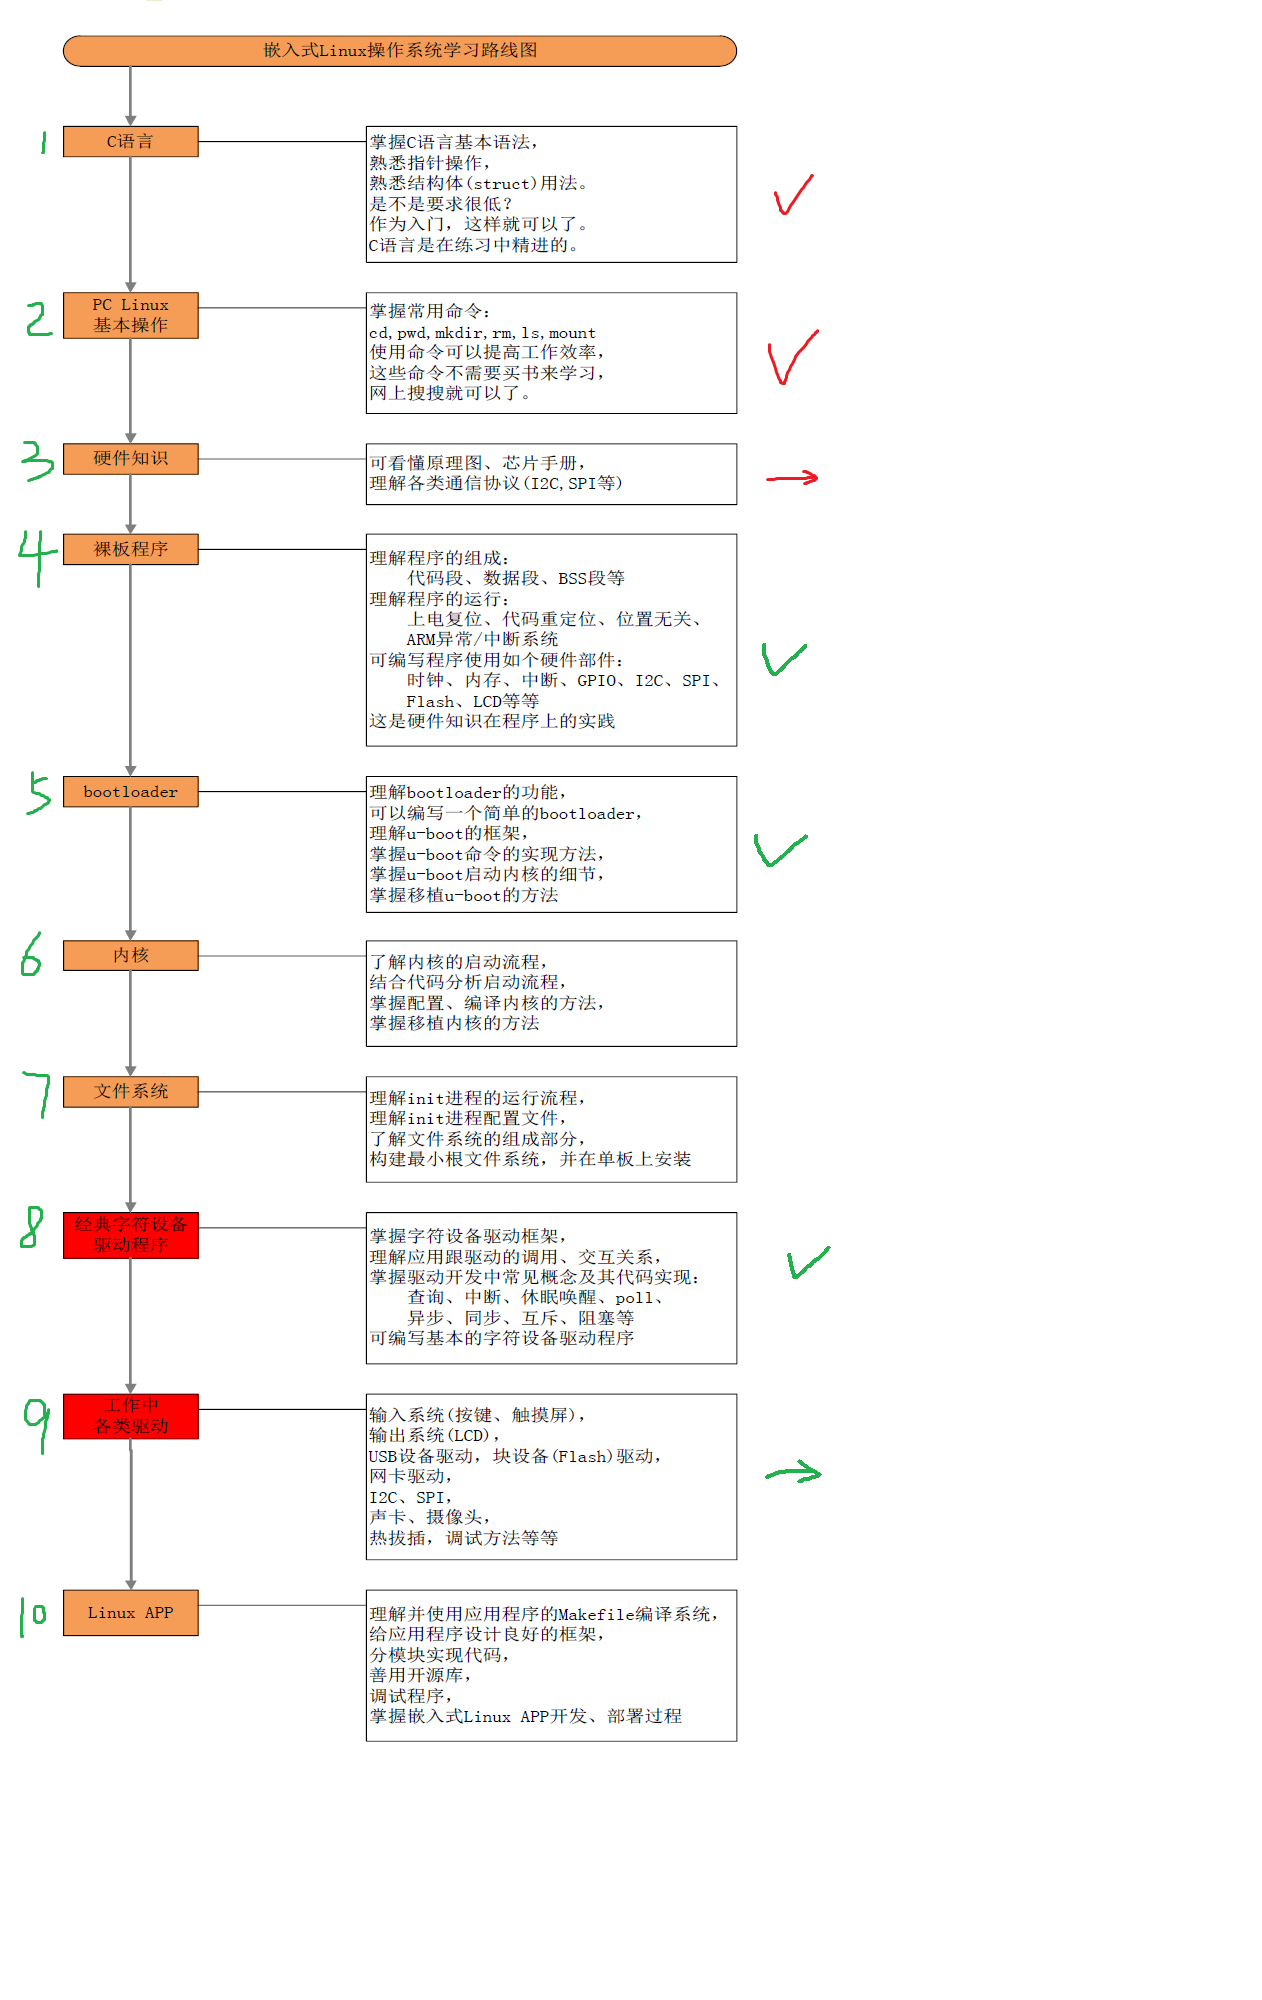 嵌入式Linux操作系统学习路线图
1
C语言
掌握C语言基本语法，
熟悉指针操作，
熟悉结构体(struct)用法。
是不是要求很低？
作为入门，这样就可以了。
C语言是在练习中精进的。
2
PC Linux
基本操作
掌握常用命令：
cd,pwd,mkdir,rm,ls,mount
使用命令可以提高工作效率，
这些命令不需要买书来学习，
网上搜搜就可以了。
3
硬件知识
可看懂原理图、芯片手册，
理解各类通信协议(I2C,SPI等)
4
裸板程序
理解程序的组成：
代码段、数据段、BSS段等
理解程序的运行：
上电复位、代码重定位、位置无关、
ARM异常/中断系统
可编写程序使用如个硬件部件：
时钟、内存、中断、GPIO、I2C、SPI、
Flash、LCD等等
这是硬件知识在程序上的实践
5
bootloader
理解bootloader的功能，
可以编写一个简单的bootloader，
理解u-boot的框架，
掌握u-boot命令的实现方法，
掌握u-boot启动内核的细节，
掌握移植u-boot的方法
6
内核
了解内核的启动流程，
结合代码分析启动流程，
掌握配置、编译内核的方法，
掌握移植内核的方法
7
文件系统
理解init进程的运行流程，
理解init进程配置文件，
了解文件系统的组成部分，
构建最小根文件系统，并在单板上安装
8
经典字符设备
驱动程序
掌握字符设备驱动框架，
理解应用跟驱动的调用、交互关系，
掌握驱动开发中常见概念及其代码实现：
查询、中断、休眠唤醒、poll、
异步、同步、互斥、阻塞等
可编写基本的字符设备驱动程序
9
工作中
各类驱动
输入系统(按键、触摸屏)，
输出系统(LCD)，
USB设备驱动，块设备(Flash)驱动，
网卡驱动，
I2C、SPI，
声卡、摄像头，
热拔插，调试方法等等
10
Linux APP
理解并使用应用程序的Makefile编译系统，
给应用程序设计良好的框架，
分模块实现代码，
善用开源库，
调试程序，
掌握嵌入式Linux APP开发、部署过程